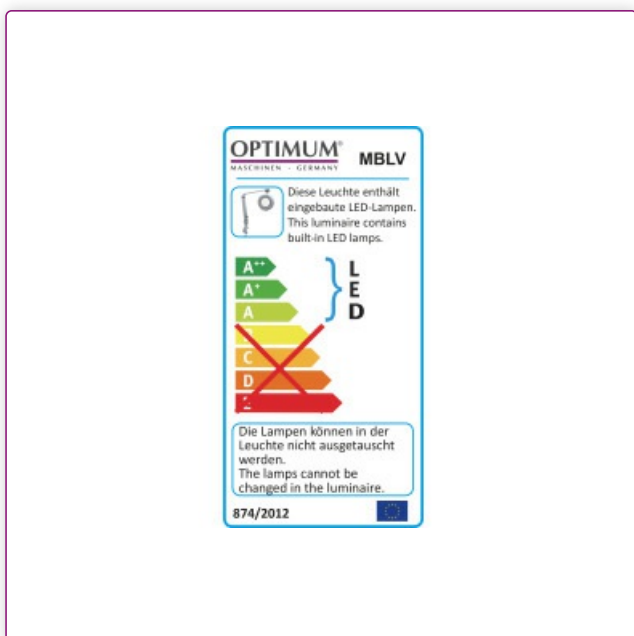 OPTIMUM® MBLV
MASCHINEN - GERMANY
Diese Leuchte enthält
eingebaute LED-Lampen.
This luminaire contains
built-in LED lamps.
A++
A+
A
L
E
D
C
D
Die Lampen können in der
Leuchte nicht ausgetauscht
werden.
The lamps cannot be
changed in the luminaire.
874/2012